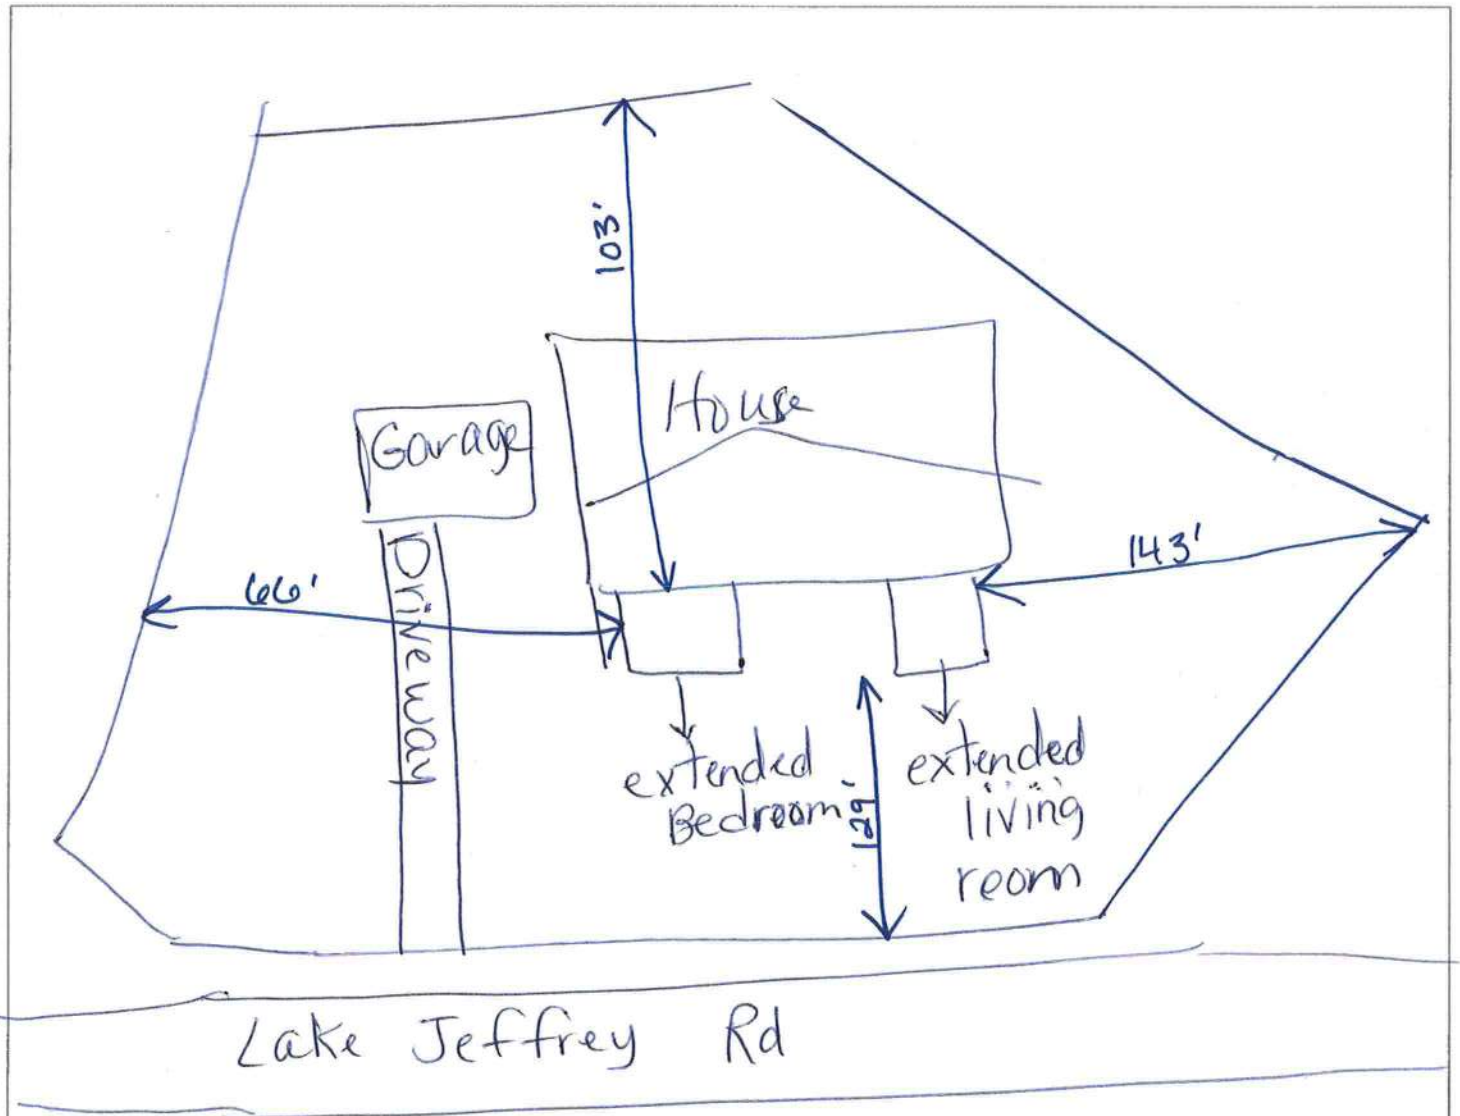 103'
House
Garage
Driveway
66'
143'
extended
Bedroom
129'
extended
living
room
Lake Jeffrey Rd